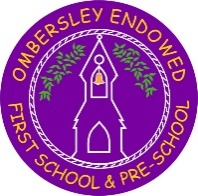 OMBERSLEY ENDOWED
FIRST SCHOOL & PRE-SCHOOL